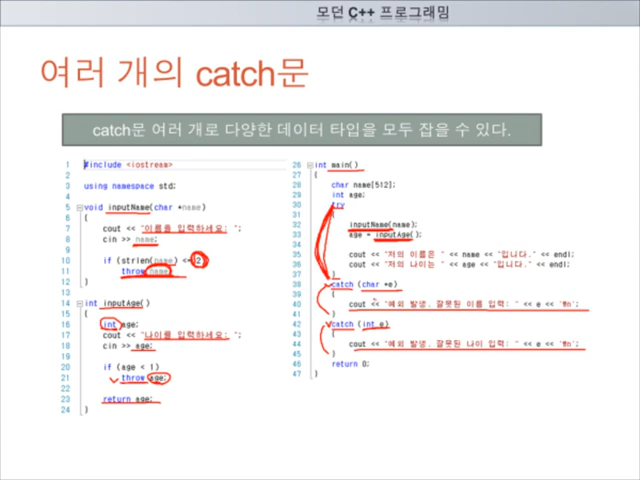 모던 C++ 프로그래밍
여러 개의 catch문
catch문 여러 개로 다양한 데이터 타입을 모두 잡을 수 있다.
1 #include <iostream>
2
3 using namespace std;
4
5 void inputName(char *name)
6 {
7 cout << "이름을 입력하세요: ";
8 cin >> name;
9
10 if (strlen(name) <= 2)
11 throw name;
12 }
13
14 int inputAge()
15 {
16 int age;
17 cout << "나이를 입력하세요: ";
18 cin >> age;
19
20 if (age < 1)
21 throw age;
22
23 return age;
24 }
26 int main()
27 {
28 char name[512];
29 int age;
30 try
31 {
32 inputName(name);
33 age = inputAge();
34
35 cout << "저의 이름은 " << name << "입니다." << endl;
36 cout << "저의 나이는 " << age << "입니다." << endl;
37 }
38 catch (char *e)
39 {
40 cout << "예외 발생. 잘못된 이름 입력: " << e << "₩n";
41 }
42 catch (int e)
43 {
44 cout << "예외 발생. 잘못된 나이 입력: " << e << "₩n";
45 }
46 return 0;
47 }